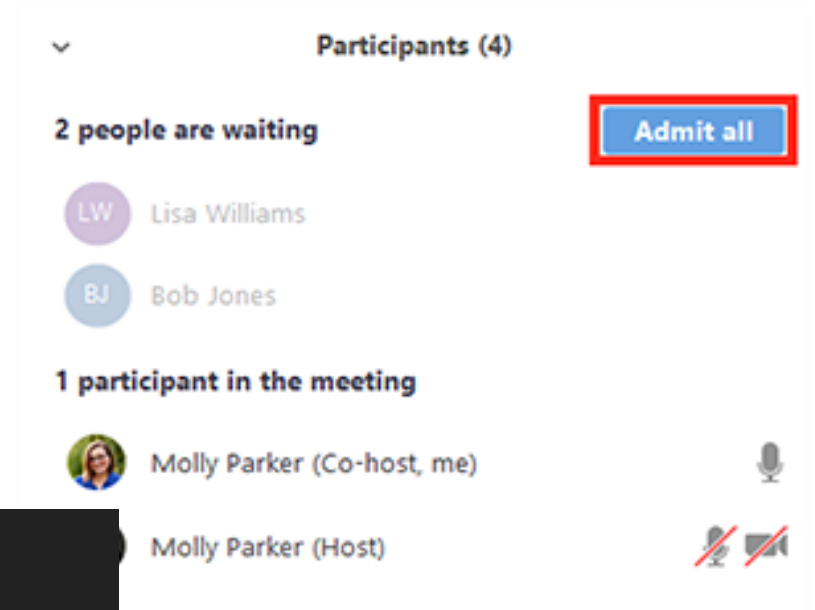 Participants (4)
2 people are waiting
Admit all
LW
Lisa Williams
BJ
Bob Jones
1 participant in the meeting
Molly Parker (Co-host, me)
Molly Parker (Host)